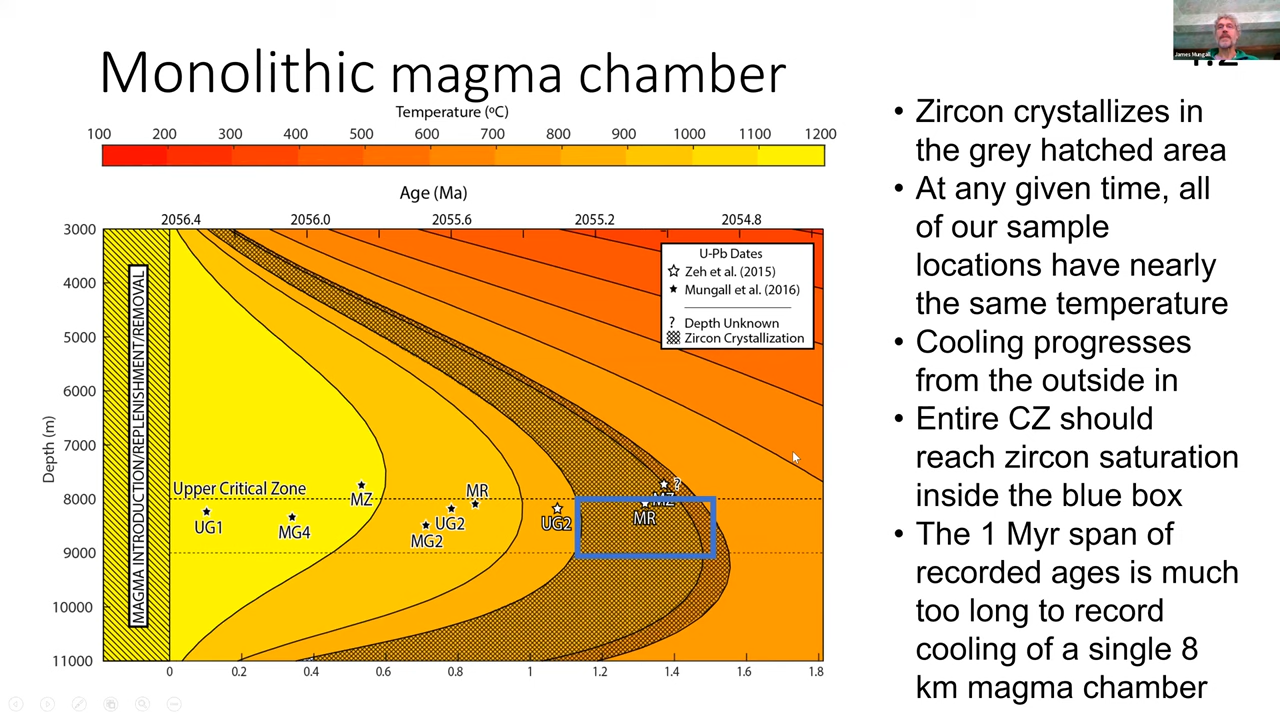 James Mungall
Monolithic magma chamber
Temperature (ºC)
100 200 300 400 500 600 700 800 900 1000 1100 1200
Age (Ma)
2056.4 2056.0 2055.6 2055.2 2054.8
Depth (m)
3000
4000
5000
6000
7000
8000
9000
10000
11000
MAGMA INTRODUCTION/REPLENISHMENT/REMOVAL
U-Pb Dates
Zeh et al. (2015)
Mungall et al. (2016)
? Depth Unknown
Zircon Crystallization
Upper Critical Zone
UG1
MG4
MZ
MG2
UG2
MR
UG2
MR
MZ
?
0 0.2 0.4 0.6 0.8 1 1.2 1.4 1.6 1.8
• Zircon crystallizes in
the grey hatched area
• At any given time, all
of our sample
locations have nearly
the same temperature
• Cooling progresses
from the outside in
• Entire CZ should
reach zircon saturation
inside the blue box
• The 1 Myr span of
recorded ages is much
too long to record
cooling of a single 8
km magma chamber